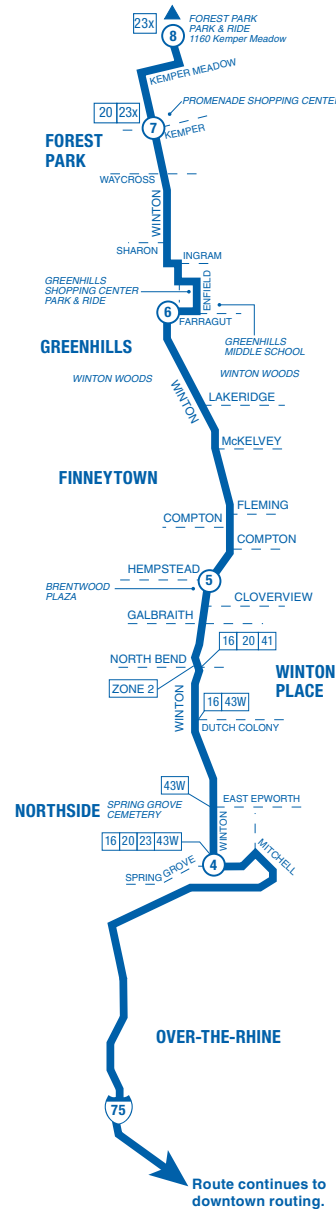 23x
FOREST PARK
PARK & RIDE
1160 Kemper Meadow
8
KEMPER MEADOW
PROMENADE SHOPPING CENTER
20 23x
7
KEMPER
FOREST
PARK
WAYCROSS
WINTON
SHARON
INGRAM
GREENHILLS
SHOPPING CENTER
PARK & RIDE
ENFIELD
6
FARRAGUT
GREENHILLS
MIDDLE SCHOOL
GREENHILLS
WINTON WOODS
WINTON WOODS
WINTON
LAKERIDGE
McKELVEY
FINNEYTOWN
FLEMING
COMPTON
COMPTON
HEMPSTEAD
5
BRENTWOOD
PLAZA
CLOVERVIEW
GALBRAITH
16 20 41
NORTH BEND
ZONE 2
WINTON
PLACE
WINTON
16 43W
DUTCH COLONY
43W
EAST EPWORTH
NORTHSIDE
SPRING GROVE
CEMETERY
WINTON
16 20 23 43W
MITCHELL
4
SPRING GROVE
OVER-THE-RHINE
75
Route continues to
downtown routing.